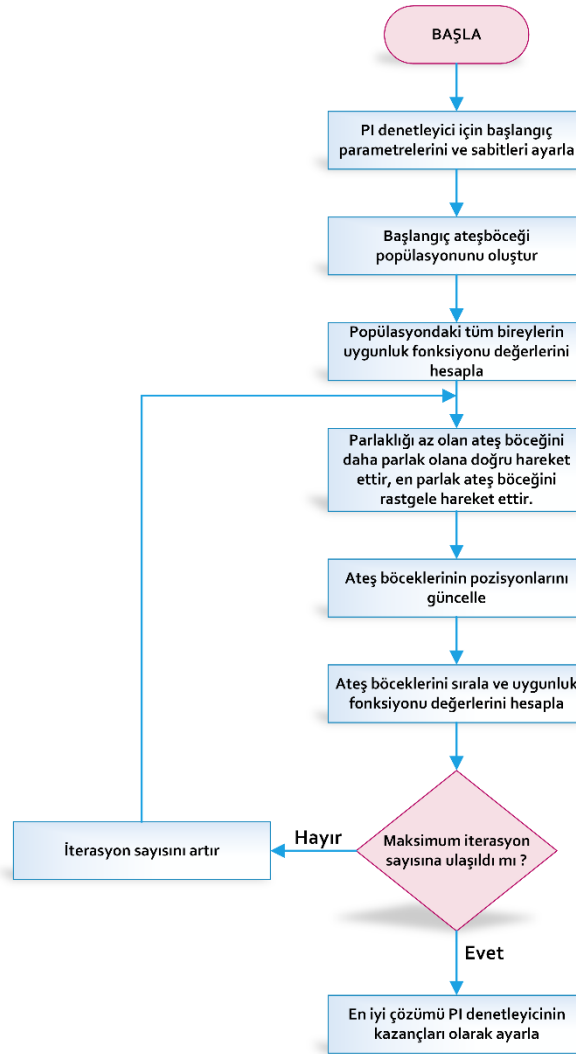 BAŞLA
PI denetleyici için başlangıç
parametrelerini ve sabitleri ayarla
Başlangıç ateşböceği
popülasyonunu oluştur
Popülasyondaki tüm bireylerin
uygunluk fonksiyonu değerlerini
hesapla
Parlaklığı az olan ateş böceğini
daha parlak olana doğru hareket
ettir, en parlak ateş böceğini
rastgele hareket ettir.
Ateş böceklerinin pozisyonlarını
güncelle
Ateş böceklerini sırala ve uygunluk
fonksiyonu değerlerini hesapla
Maksimum iterasyon
sayısına ulaşıldı mı ?
Hayır
İterasyon sayısını artır
Evet
En iyi çözümü PI denetleyicinin
kazançları olarak ayarla